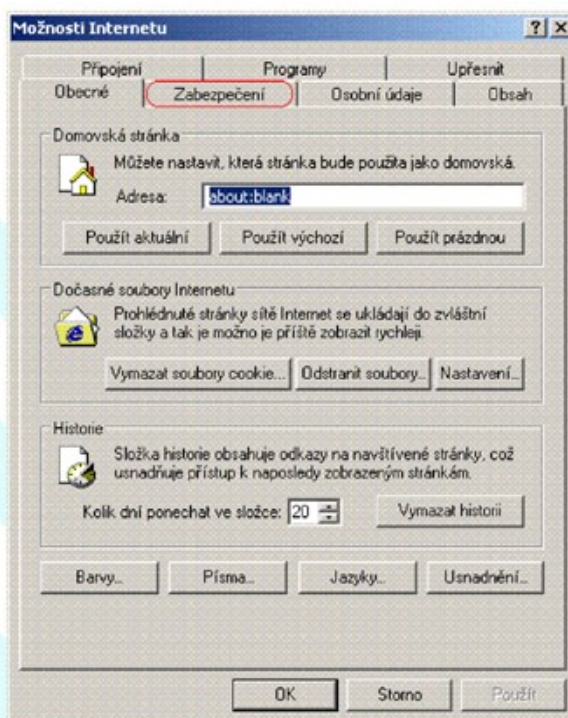 Možnosti Internetu
Připojení Programy Upřesnit
Obecné Zabezpečení Osobní údaje Obsah
Domovská stránka
Můžete nastavit, která stránka bude použita jako domovská.
Adresa: about:blank
Použít aktuální Použít výchozí Použít prázdnou
Dočasné soubory Internetu
Prohlédnuté stránky sítě Internet se ukládají do zvláštní
složky a tak je možno je příště zobrazit rychleji.
Vymazat soubory cookie... Odstranit soubory... Nastavení...
Historie
Složka historie obsahuje odkazy na navštívené stránky, což
usnadňuje přístup k naposledy zobrazeným stránkám.
Kolik dní ponechat ve složce: 20 Vymazat historii
Barvy... Písma... Jazyky... Usnadnění...
OK Storno Použít